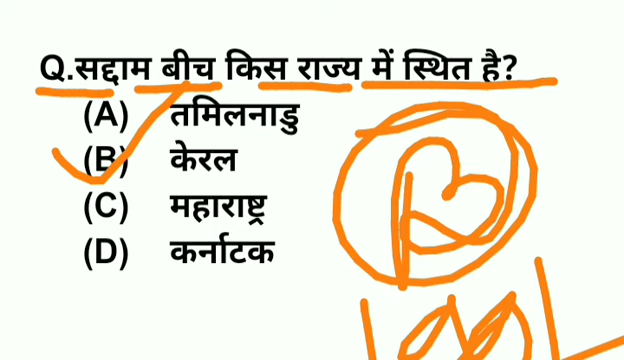 Q.सद्दाम बीच किस राज्य में स्थित है?
(A) तमिलनाडु
(B) केरल
(C) महाराष्ट्र
(D) कर्नाटक
B